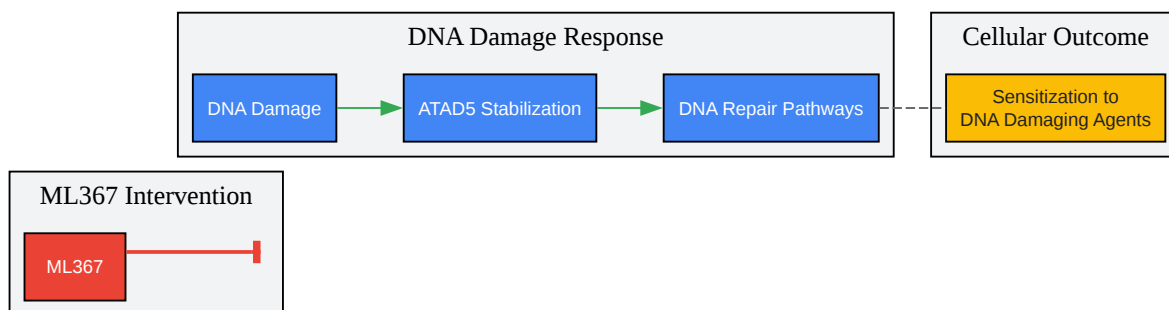 DNA Damage Response
DNA Damage
ATAD5 Stabilization
DNA Repair Pathways
Cellular Outcome
Sensitization to
DNA Damaging Agents
ML367 Intervention
ML367